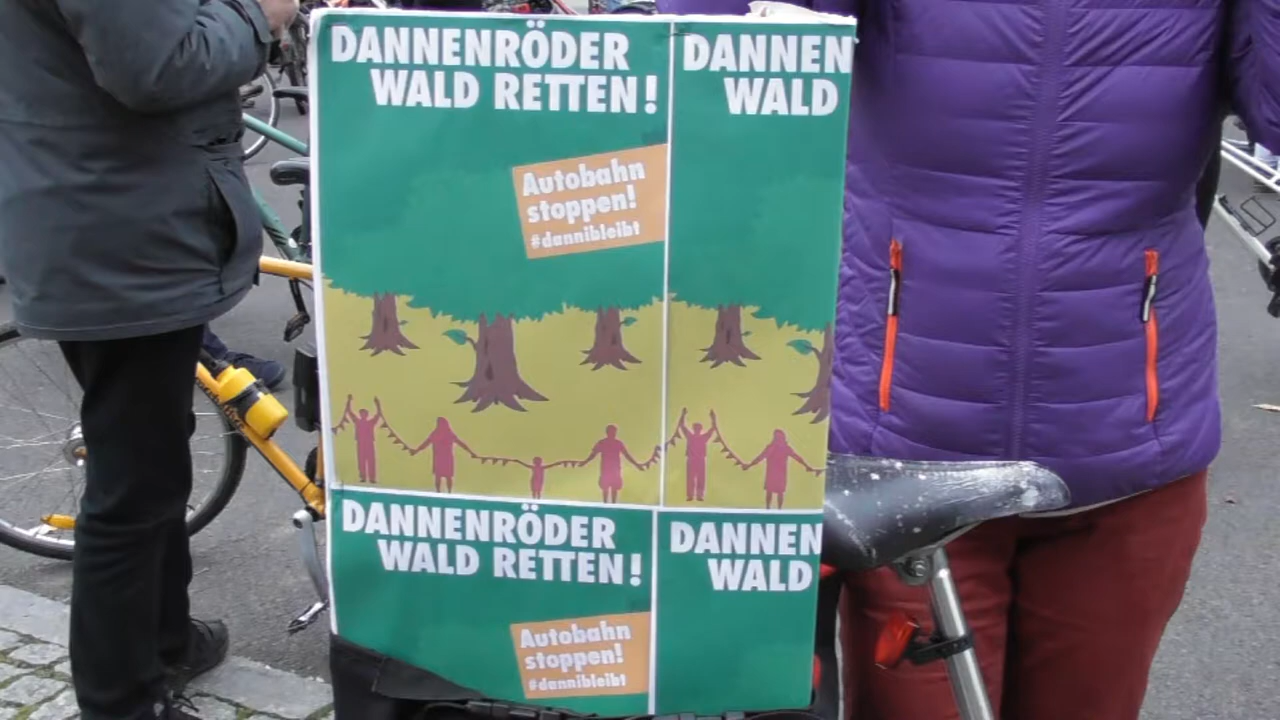 DANNENRÖDER
WALD RETTEN!
Autobahn
stoppen!
#dannibleibt
DANNEN
WALD
DANNENRÖDER
WALD RETTEN!
Autobahn
stoppen!
#dannibleibt
DANNEN
WALD